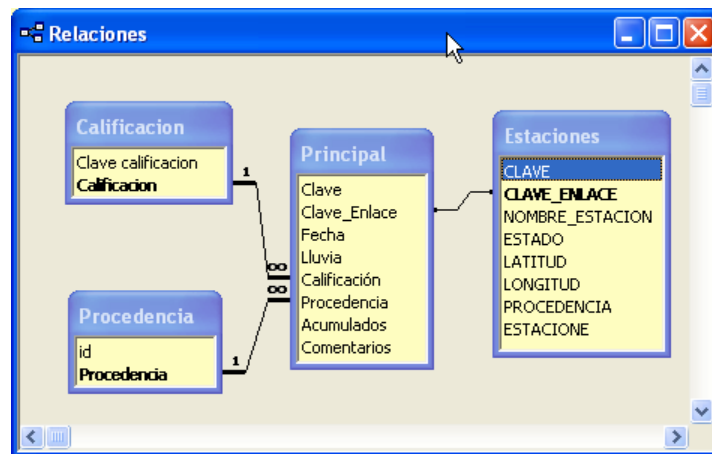 Relaciones
Calificacion
Clave calificacion
Calificacion
1
Principal
Clave
Clave_Enlace
Fecha
Lluvia
Calificación
Procedencia
Acumulados
Comentarios
∞
∞
Estaciones
CLAVE
CLAVE_ENLACE
NOMBRE_ESTACION
ESTADO
LATITUD
LONGITUD
PROCEDENCIA
ESTACIONE
Procedencia
id
Procedencia
1